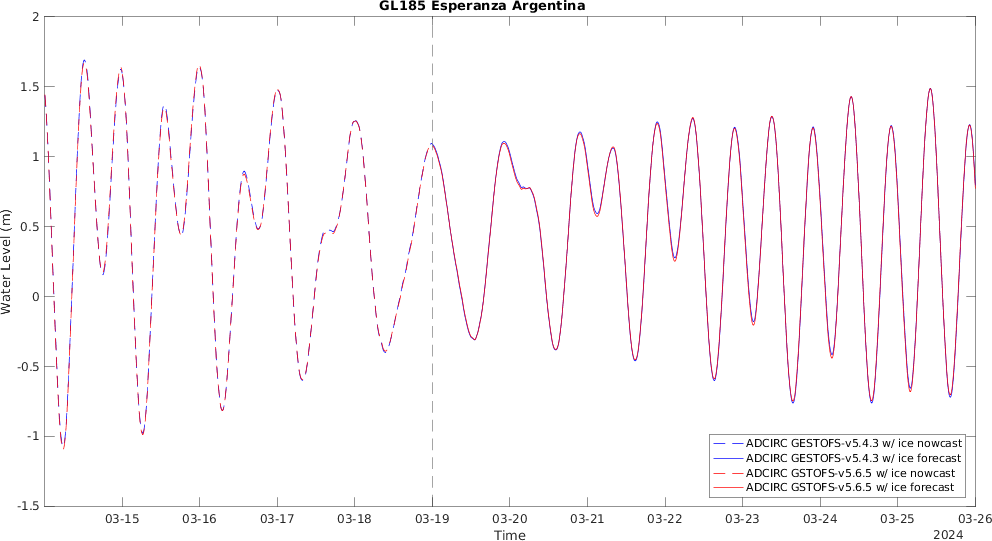 GL185 Esperanza Argentina
2
1.5
1
0.5
0
-0.5
-1
-1.5
Water Level (m)
ADCIRC GESTOFS-v5.4.3 w/ ice nowcast
ADCIRC GESTOFS-v5.4.3 w/ ice forecast
ADCIRC GSTOFS-v5.6.5 w/ ice nowcast
ADCIRC GSTOFS-v5.6.5 w/ ice forecast
03-15 03-16 03-17 03-18 03-19 03-20 03-21 03-22 03-23 03-24 03-25 03-26
Time
2024